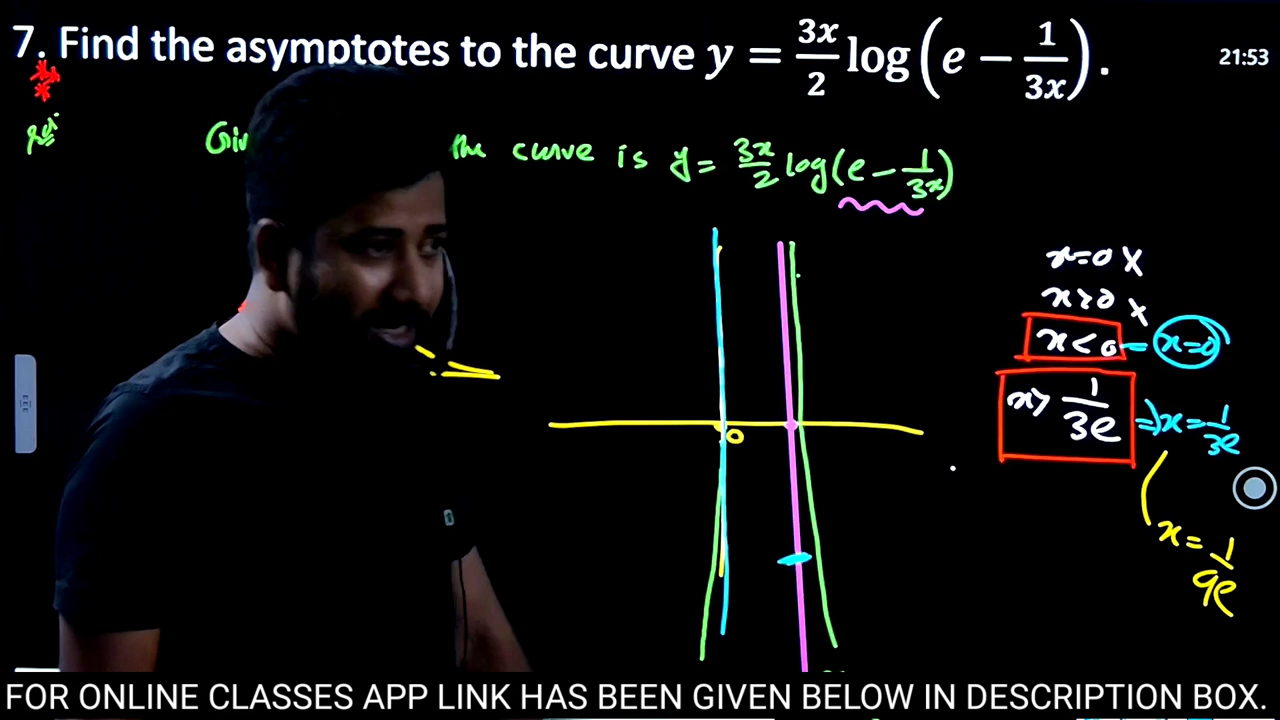 7. Find the asymptotes to the curve y = 3x/2 log(e − 1/3x).
21:53
Giv the curve is y = 3x/2 log(e − 1/3x)
x=0 x
x>0 x
x<0 – x=0
x> 1/3e ⇒ x = 1/3e
0
x = 1/9e
FOR ONLINE CLASSES APP LINK HAS BEEN GIVEN BELOW IN DESCRIPTION BOX.